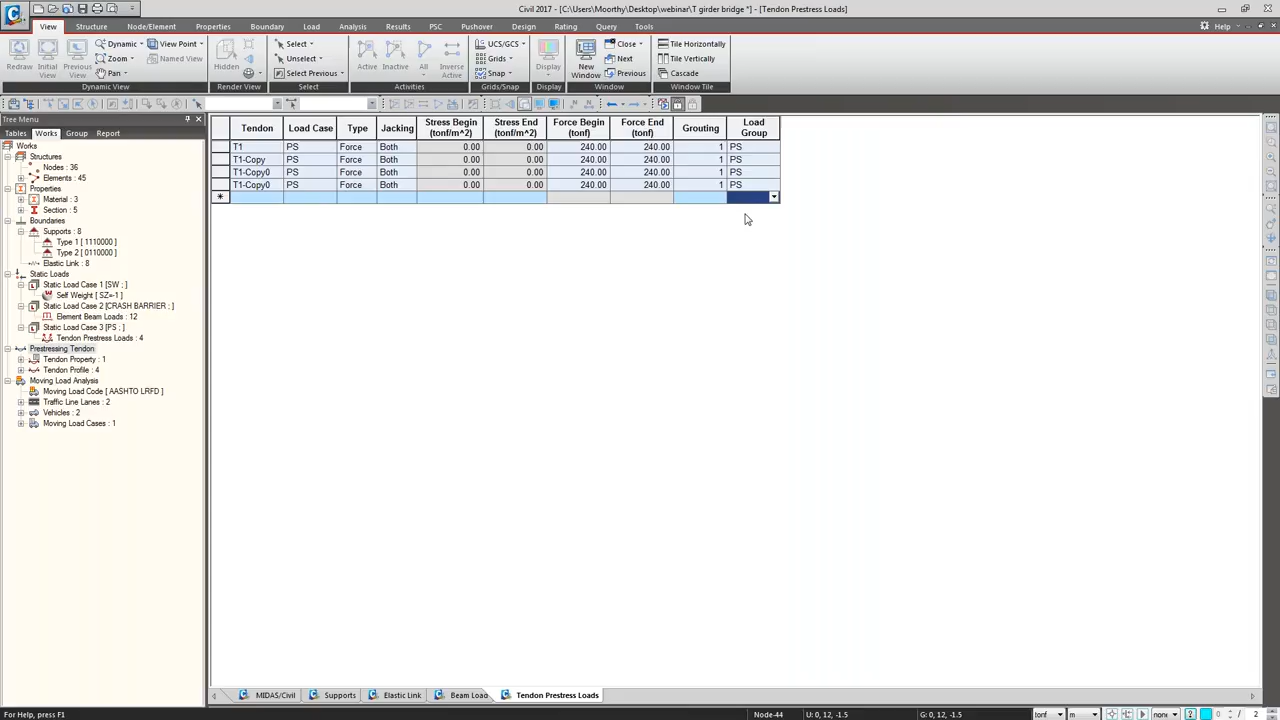 Civil 2017 - [C:\Users\Moorthy\Desktop\webinar\T girder bridge *] - [Tendon Prestress Loads]
View Structure Node/Element Properties Boundary Load Analysis Results PSC Pushover Design Rating Query Tools Help
Redraw Initial View Previous View Dynamic Zoom Pan View Point Named View Hidden Select Unselect Select Previous Active Inactive All Inverse Active UCS/GCS Grids Snap Display New Window Close Next Previous Tile Horizontally Tile Vertically Cascade
Dynamic View Render View Select Activities Grids/Snap Display Window Window Tile
Tree Menu
Tables Works Group Report
Works
Structures
Nodes : 36
Elements : 45
Properties
Material : 3
Section : 5
Boundaries
Supports : 8
Type 1 [ 1110000 ]
Type 2 [ 0110000 ]
Elastic Link : 8
Static Loads
Static Load Case 1 [SW ; ]
Self Weight [ SZ=-1 ]
Static Load Case 2 [CRASH BARRIER ; ]
Element Beam Loads : 12
Static Load Case 3 [PS ; ]
Tendon Prestress Loads : 4
Prestressing Tendon
Tendon Property : 1
Tendon Profile : 4
Moving Load Analysis
Moving Load Code [ AASHTO LRFD ]
Traffic Line Lanes : 2
Vehicles : 2
Moving Load Cases : 1
Tendon Load Case Type Jacking Stress Begin (tonf/m^2) Stress End (tonf/m^2) Force Begin (tonf) Force End (tonf) Grouting Load Group
T1 PS Force Both 0.00 0.00 240.00 240.00 1 PS
T1-Copy PS Force Both 0.00 0.00 240.00 240.00 1 PS
T1-Copy0 PS Force Both 0.00 0.00 240.00 240.00 1 PS
T1-Copy0 PS Force Both 0.00 0.00 240.00 240.00 1 PS
*
MIDAS/Civil Supports Elastic Link Beam Load Tendon Prestress Loads
For Help, press F1 Node-44 U: 0, 12, -1.5 G: 0, 12, -1.5 tonf m none ? 0 / 2